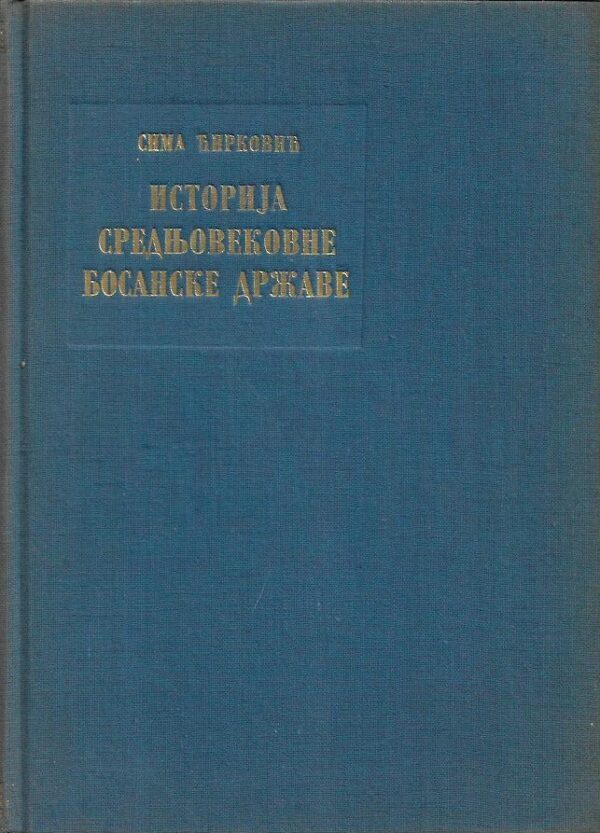 СИМА ЋИРКОВИЋ
ИСТОРИЈА
СРЕДЊОВЕКОВНЕ
БОСАНСКЕ ДРЖАВЕ